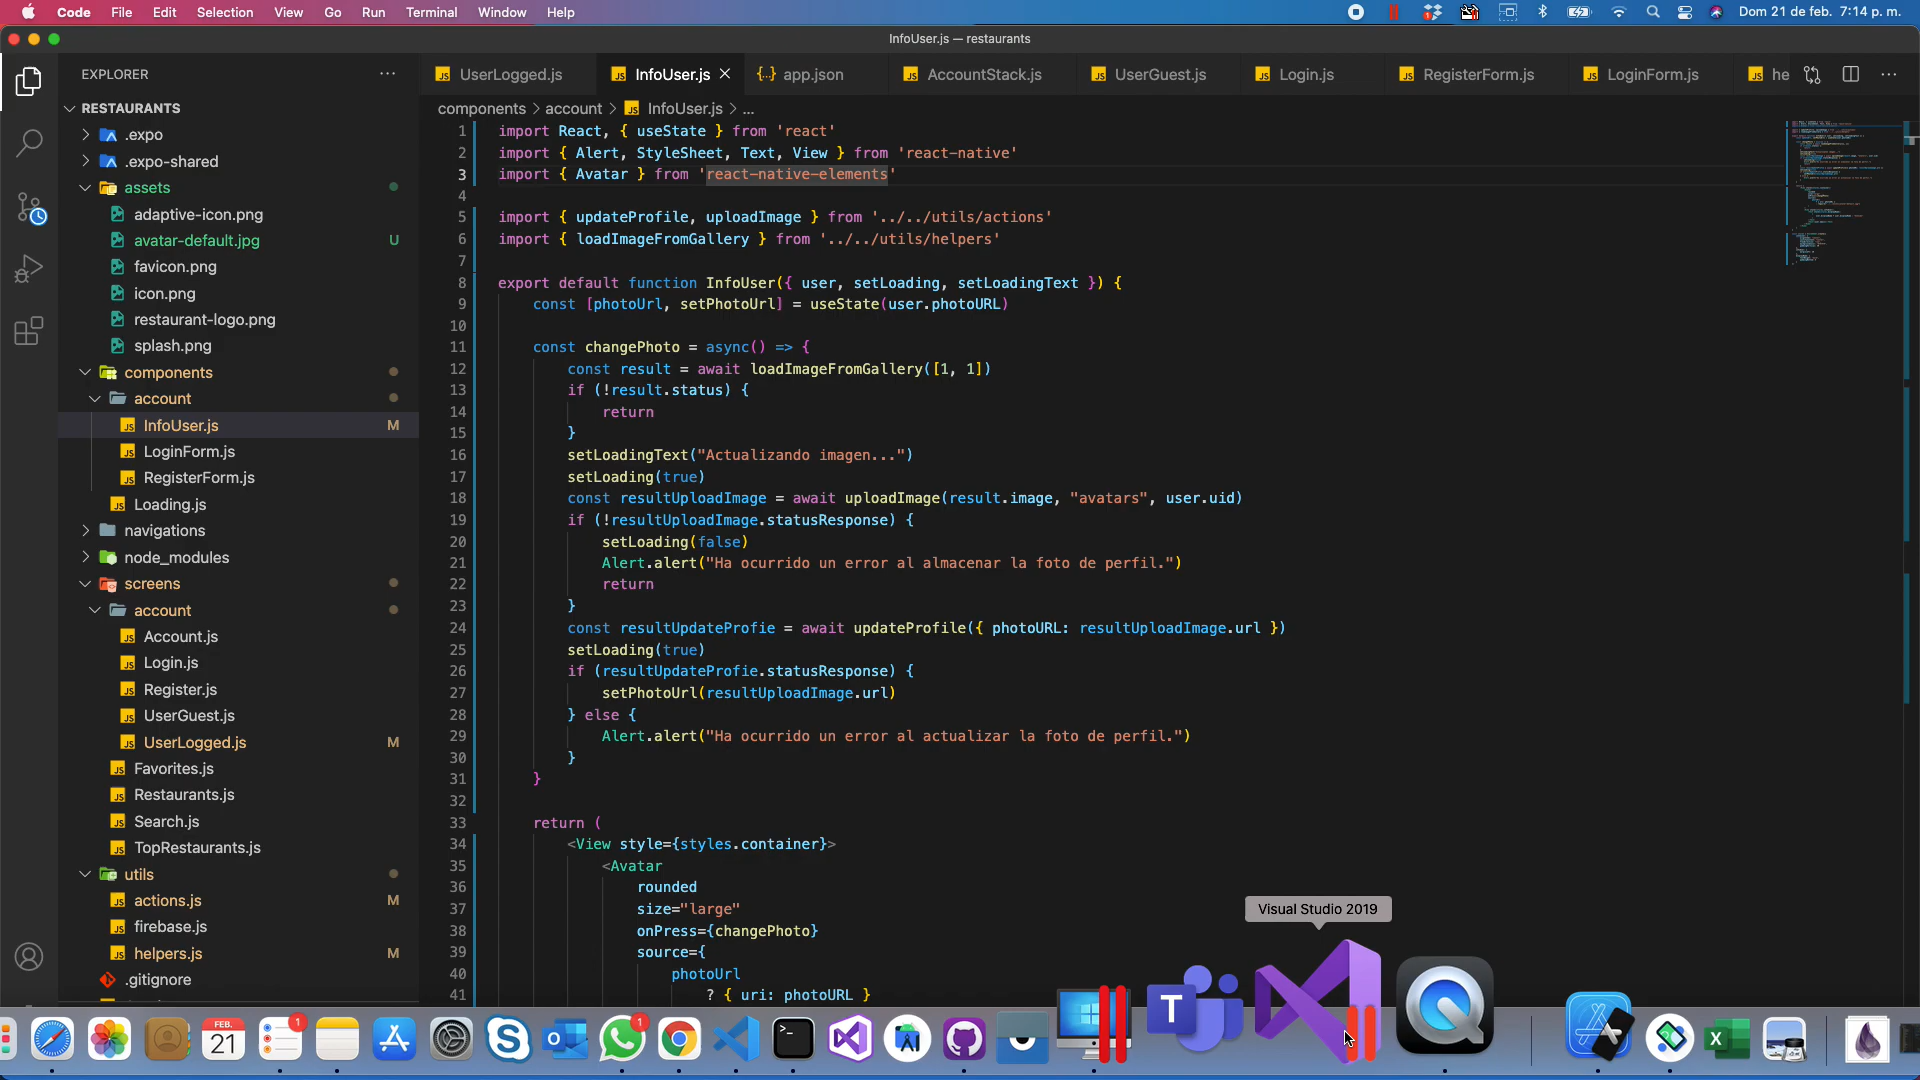 Code File Edit Selection View Go Run Terminal Window Help
Dom 21 de feb. 7:14 p. m.
InfoUser.js — restaurants
EXPLORER
UserLogged.js
InfoUser.js
app.json
AccountStack.js
UserGuest.js
Login.js
RegisterForm.js
LoginForm.js
he
components > account > InfoUser.js > ...
RESTAURANTS
.expo
.expo-shared
assets
adaptive-icon.png
avatar-default.jpg U
favicon.png
icon.png
restaurant-logo.png
splash.png
components
account
InfoUser.js M
LoginForm.js
RegisterForm.js
Loading.js
navigations
node_modules
screens
account
Account.js
Login.js
Register.js
UserGuest.js
UserLogged.js M
Favorites.js
Restaurants.js
Search.js
TopRestaurants.js
utils
actions.js M
firebase.js
helpers.js M
.gitignore
1 import React, { useState } from 'react'
2 import { Alert, StyleSheet, Text, View } from 'react-native'
3 import { Avatar } from 'react-native-elements'
4
5 import { updateProfile, uploadImage } from '../../utils/actions'
6 import { loadImageFromGallery } from '../../utils/helpers'
7
8 export default function InfoUser({ user, setLoading, setLoadingText }) {
9 const [photoUrl, setPhotoUrl] = useState(user.photoURL)
10
11 const changePhoto = async() => {
12 const result = await loadImageFromGallery([1, 1])
13 if (!result.status) {
14 return
15 }
16 setLoadingText("Actualizando imagen...")
17 setLoading(true)
18 const resultUploadImage = await uploadImage(result.image, "avatars", user.uid)
19 if (!resultUploadImage.statusResponse) {
20 setLoading(false)
21 Alert.alert("Ha ocurrido un error al almacenar la foto de perfil.")
22 return
23 }
24 const resultUpdateProfie = await updateProfile({ photoURL: resultUploadImage.url })
25 setLoading(true)
26 if (resultUpdateProfie.statusResponse) {
27 setPhotoUrl(resultUploadImage.url)
28 } else {
29 Alert.alert("Ha ocurrido un error al actualizar la foto de perfil.")
30 }
31 }
32
33 return (
34 <View style={styles.container}>
35 <Avatar
36 rounded
37 size="large"
38 onPress={changePhoto}
39 source={
40 photoUrl
41 ? { uri: photoURL }
Visual Studio 2019
FEB.
21
1
1